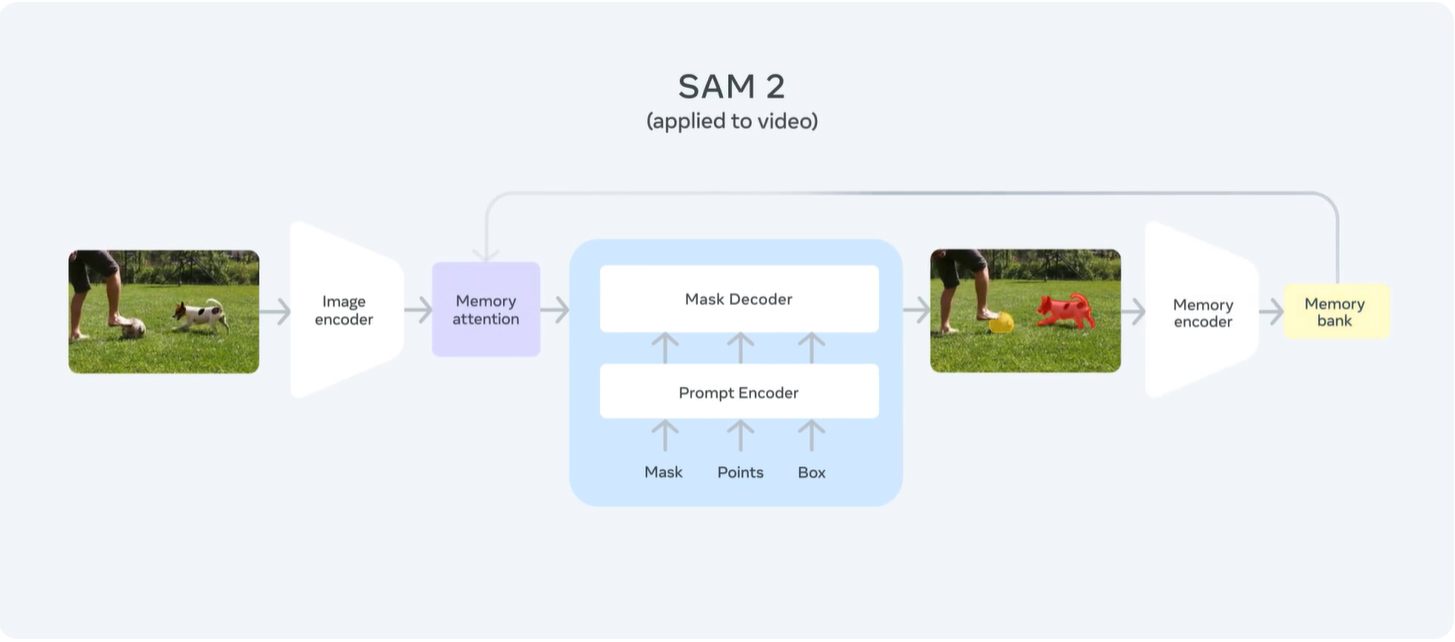 SAM 2
(applied to video)
Image
encoder
Memory
attention
Mask Decoder
Prompt Encoder
Mask
Points
Box
Memory
encoder
Memory
bank